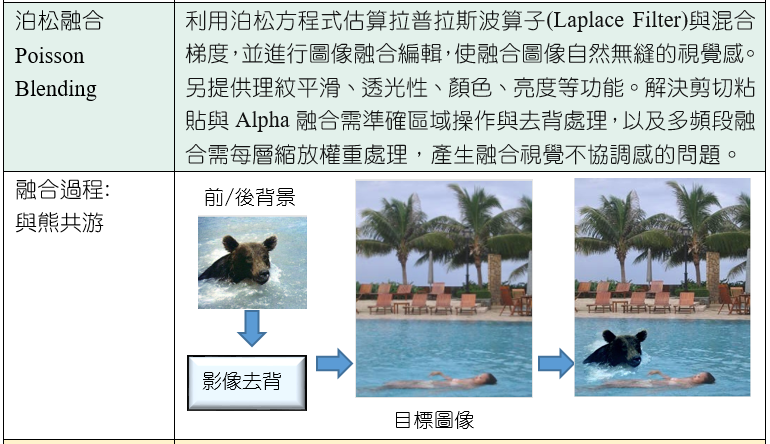 泊松融合
Poisson
Blending
利用泊松方程式估算拉普拉斯波算子(Laplace Filter)與混合
梯度,並進行圖像融合編輯,使融合圖像自然無縫的視覺感。
另提供理紋平滑、透光性、顏色、亮度等功能。解決剪切粘
貼與 Alpha 融合需準確區域操作與去背處理,以及多頻段融
合需每層縮放權重處理，產生融合視覺不協調感的問題。
融合過程:
與熊共游
前/後背景
影像去背
目標圖像